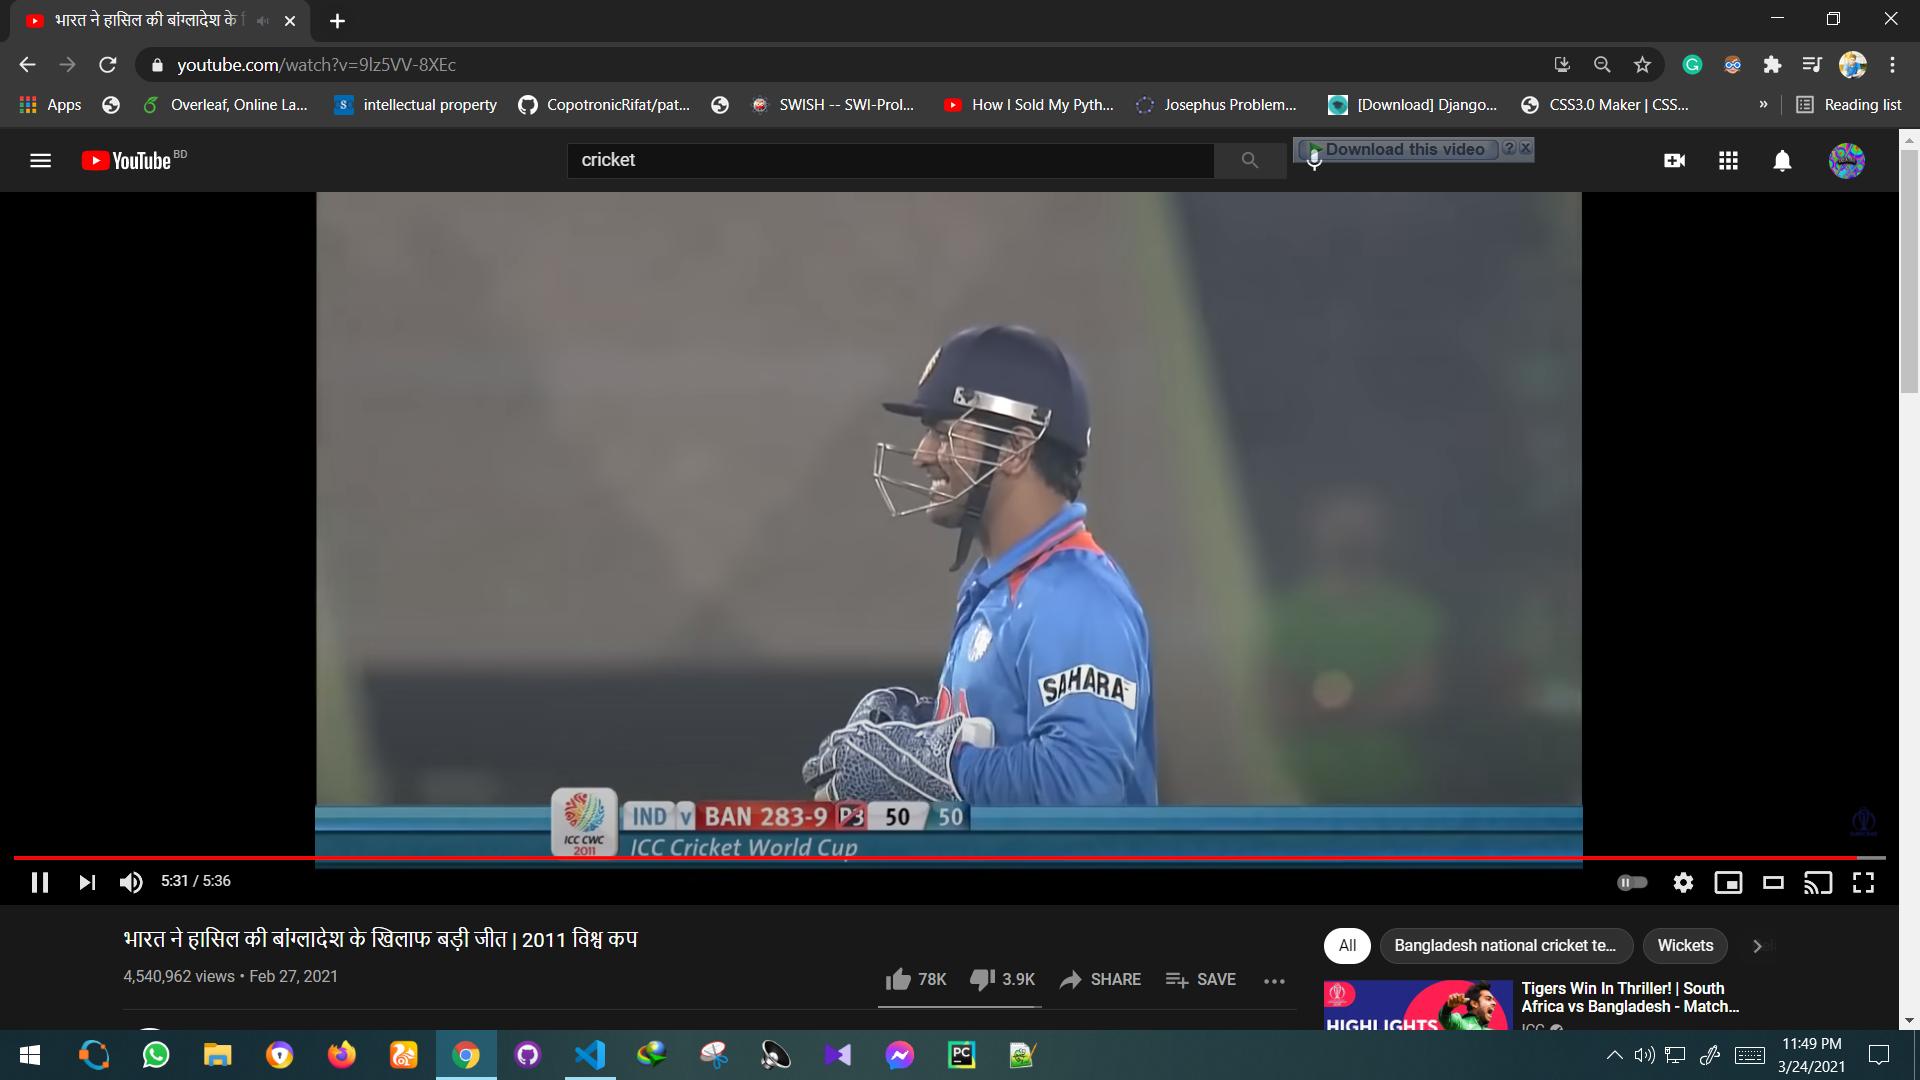 भारत ने हासिल की बांग्लादेश के
youtube.com/watch?v=9lz5VV-8XEc
Apps
Overleaf, Online La...
intellectual property
CopotronicRifat/pat...
SWISH -- SWI-Prol...
How I Sold My Pyth...
Josephus Problem...
[Download] Django...
CSS3.0 Maker | CSS...
»
Reading list
YouTube BD
cricket
Download this video ? X
SAHARA
IND v BAN 283-9 P3 50 50
ICC CWC
2011
ICC Cricket World Cup
5:31 / 5:36
भारत ने हासिल की बांग्लादेश के खिलाफ बड़ी जीत | 2011 विश्व कप
4,540,962 views • Feb 27, 2021
78K
3.9K
SHARE
SAVE
All
Bangladesh national cricket te...
Wickets
HIGHLIGHTS
Tigers Win In Thriller! | South
Africa vs Bangladesh - Match...
ICC
PC
11:49 PM
3/24/2021